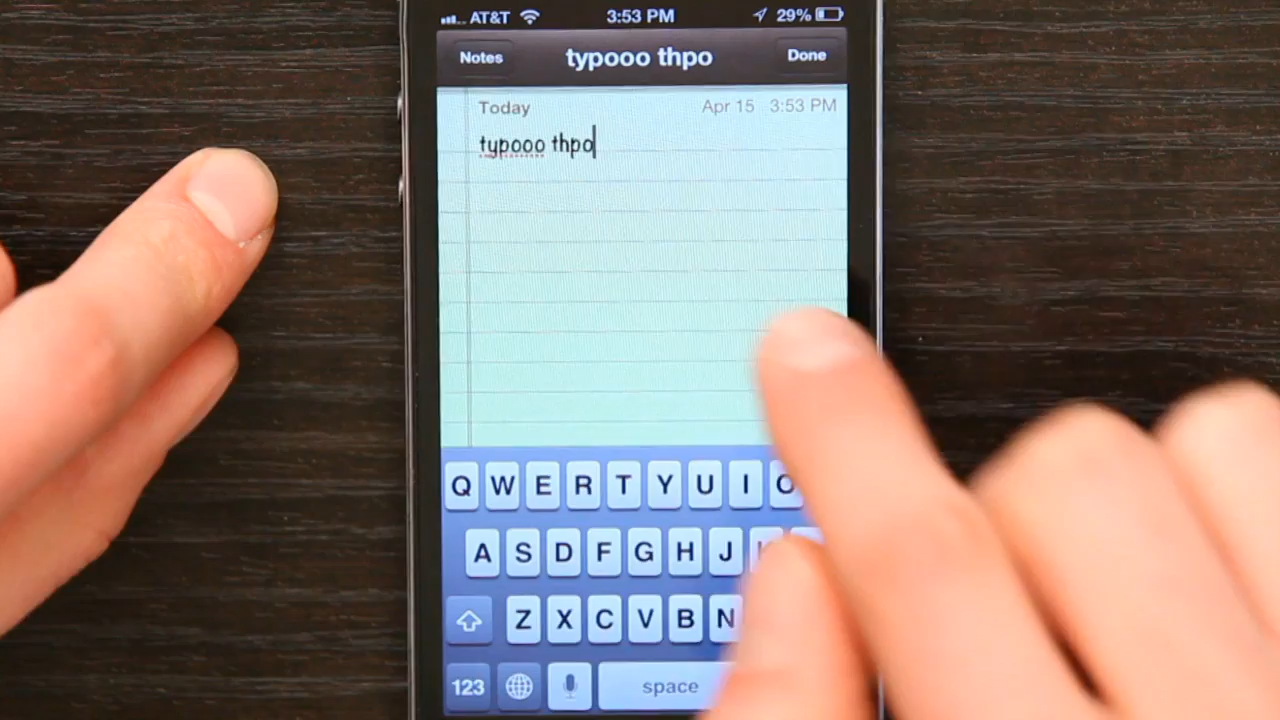 AT&T 3:53 PM 29%
Notes typooo thpo Done
Today Apr 15 3:53 PM
typooo thpo
Q W E R T Y U I O
A S D F G H J
Z X C V B N
123 space